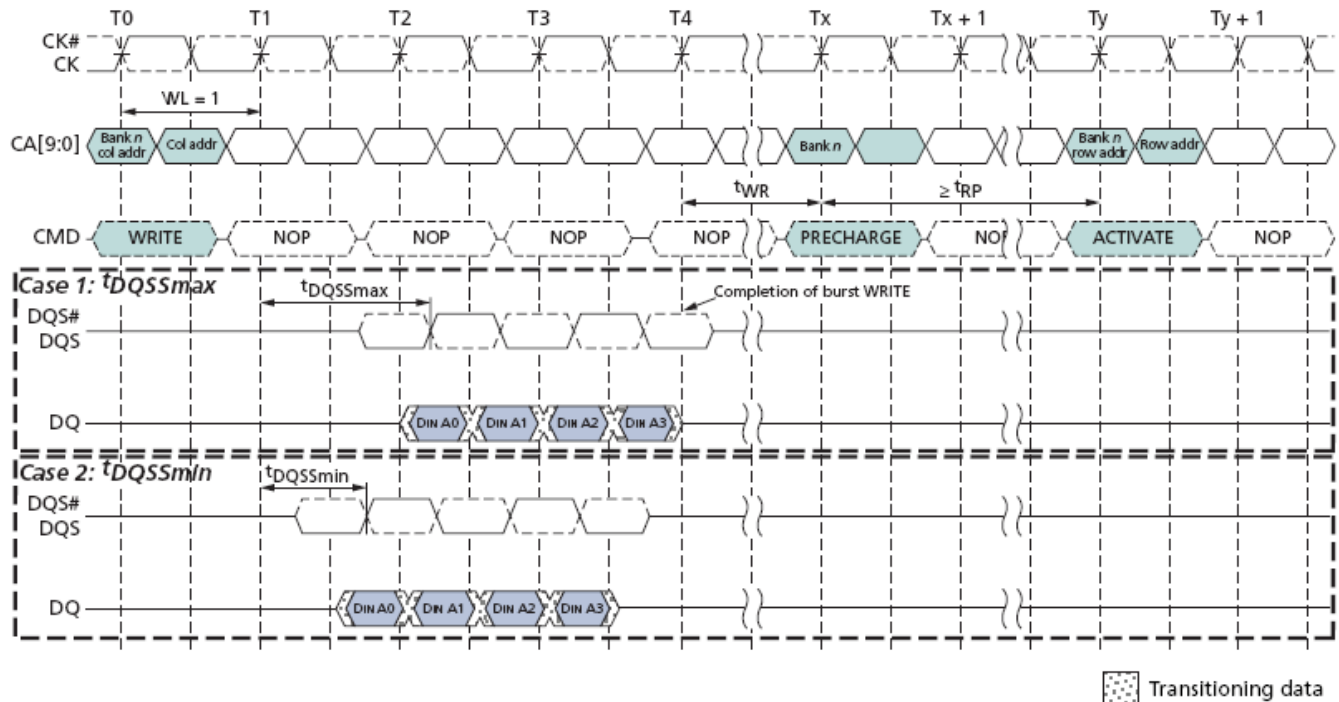 T0 T1 T2 T3 T4 Tx Tx + 1 Ty Ty + 1
CK#
CK
WL = 1
CA[9:0] Bank n col addr Col addr Bank n Bank n row addr Row addr
tWR ≥ tRP
CMD WRITE NOP NOP NOP NOP PRECHARGE NOP ACTIVATE NOP
Case 1: tDQSSmax
tDQSSmax Completion of burst WRITE
DQS#
DQS
DQ DIN A0 DIN A1 DIN A2 DIN A3
Case 2: tDQSSmin
tDQSSmin
DQS#
DQS
DQ DIN A0 DIN A1 DIN A2 DIN A3
Transitioning data